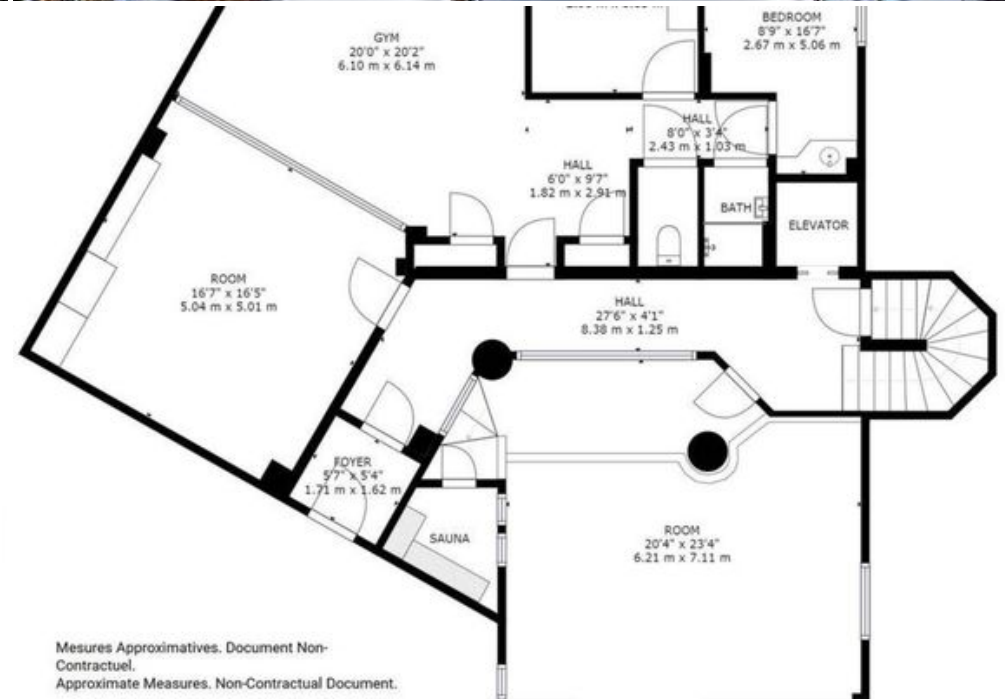 BEDROOM
8'9" x 16'7"
2.67 m x 5.06 m
GYM
20'0" x 20'2"
6.10 m x 6.14 m
HALL
8'0" x 3'4"
2.43 m x 1.03 m
HALL
6'0" x 9'7"
1.82 m x 2.91 m
BATH
ELEVATOR
ROOM
16'7" x 16'5"
5.04 m x 5.01 m
HALL
27'6" x 4'1"
8.38 m x 1.25 m
FOYER
5'7" x 5'4"
1.71 m x 1.62 m
SAUNA
ROOM
20'4" x 23'4"
6.21 m x 7.11 m
Mesures Approximatives. Document Non-
Contractuel.
Approximate Measures. Non-Contractual Document.